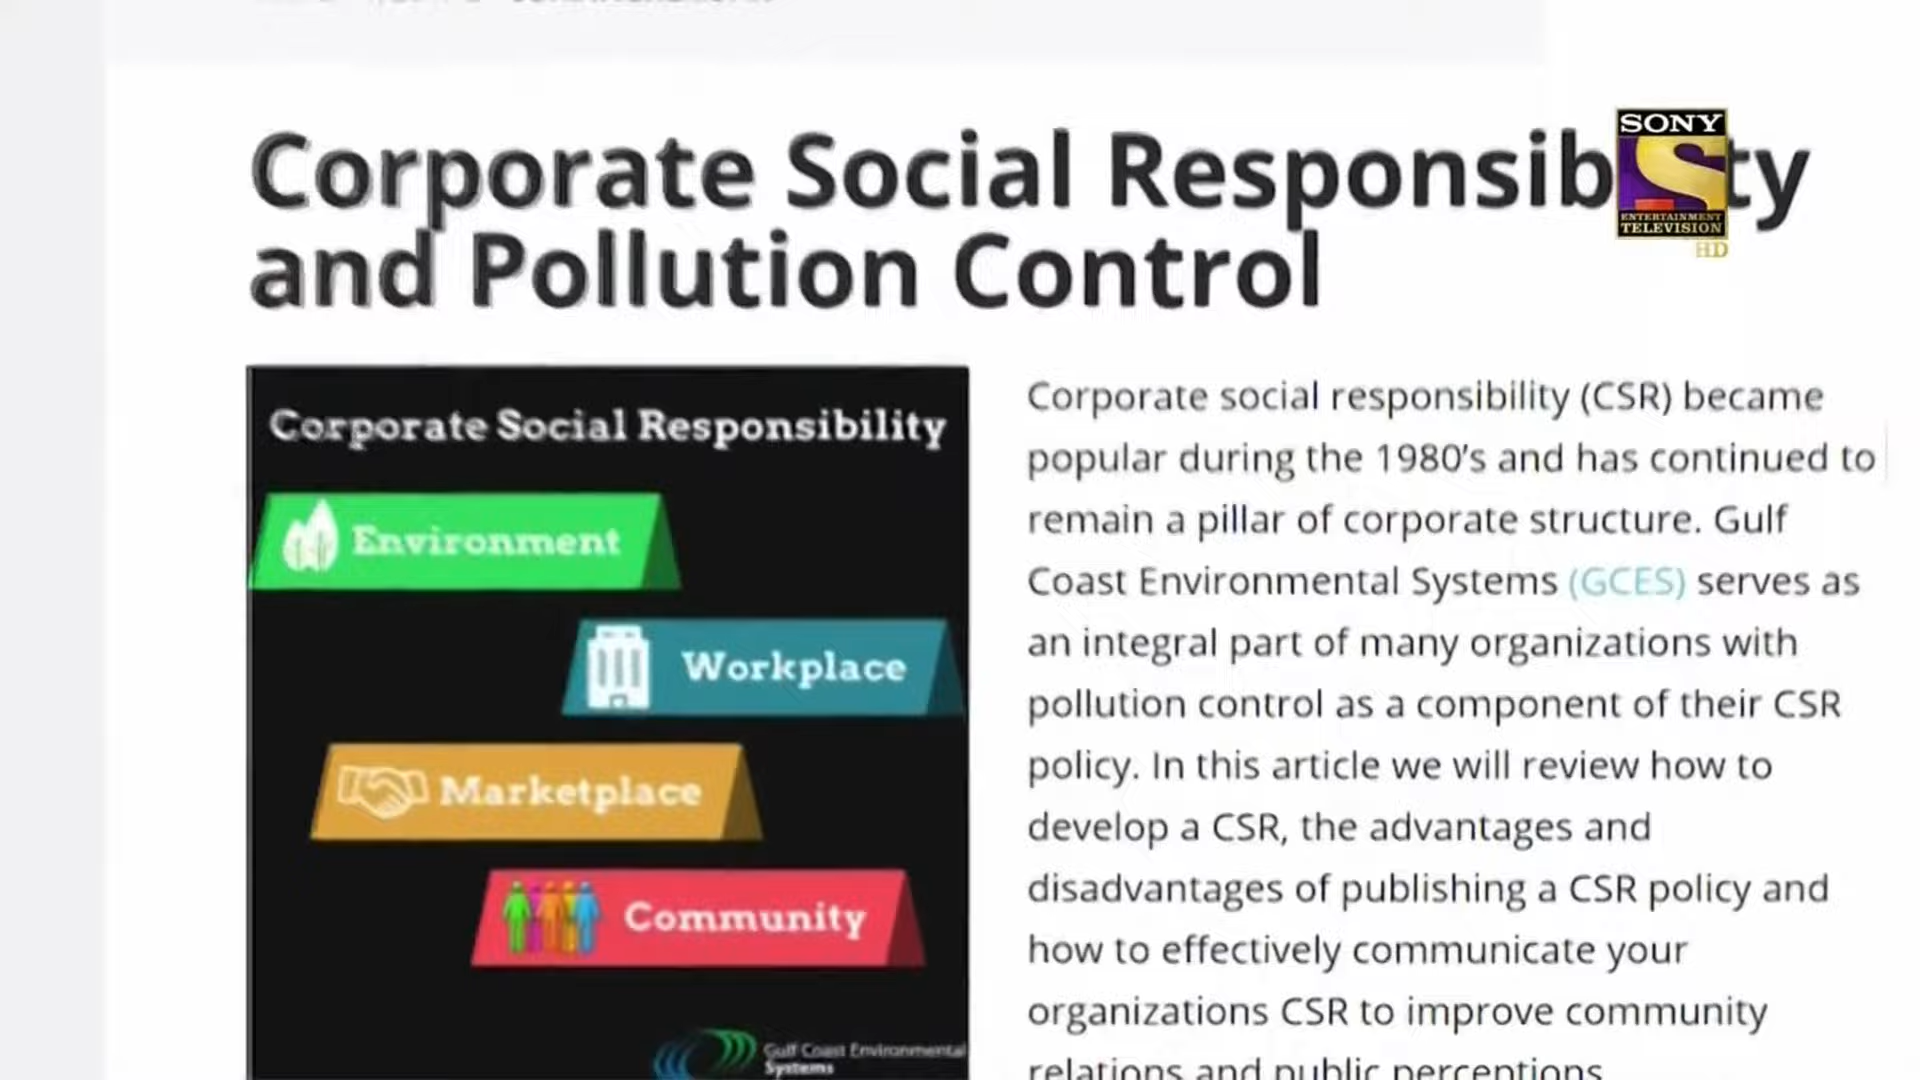 Corporate Social Responsib ty
and Pollution Control
SONY
ENTERTAINMENT
TELEVISION
HD
Corporate Social Responsibility
Environment
Workplace
Marketplace
Community
Gulf Coast Environmental
Systems
Corporate social responsibility (CSR) became
popular during the 1980's and has continued to
remain a pillar of corporate structure. Gulf
Coast Environmental Systems (GCES) serves as
an integral part of many organizations with
pollution control as a component of their CSR
policy. In this article we will review how to
develop a CSR, the advantages and
disadvantages of publishing a CSR policy and
how to effectively communicate your
organizations CSR to improve community
relations and public perceptions